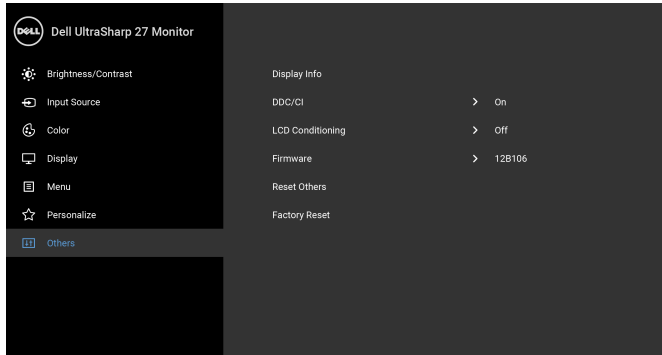 DELL Dell UltraSharp 27 Monitor
Brightness/Contrast
Input Source
Color
Display
Menu
Personalize
Others
Display Info
DDC/CI > On
LCD Conditioning > Off
Firmware > 12B106
Reset Others
Factory Reset